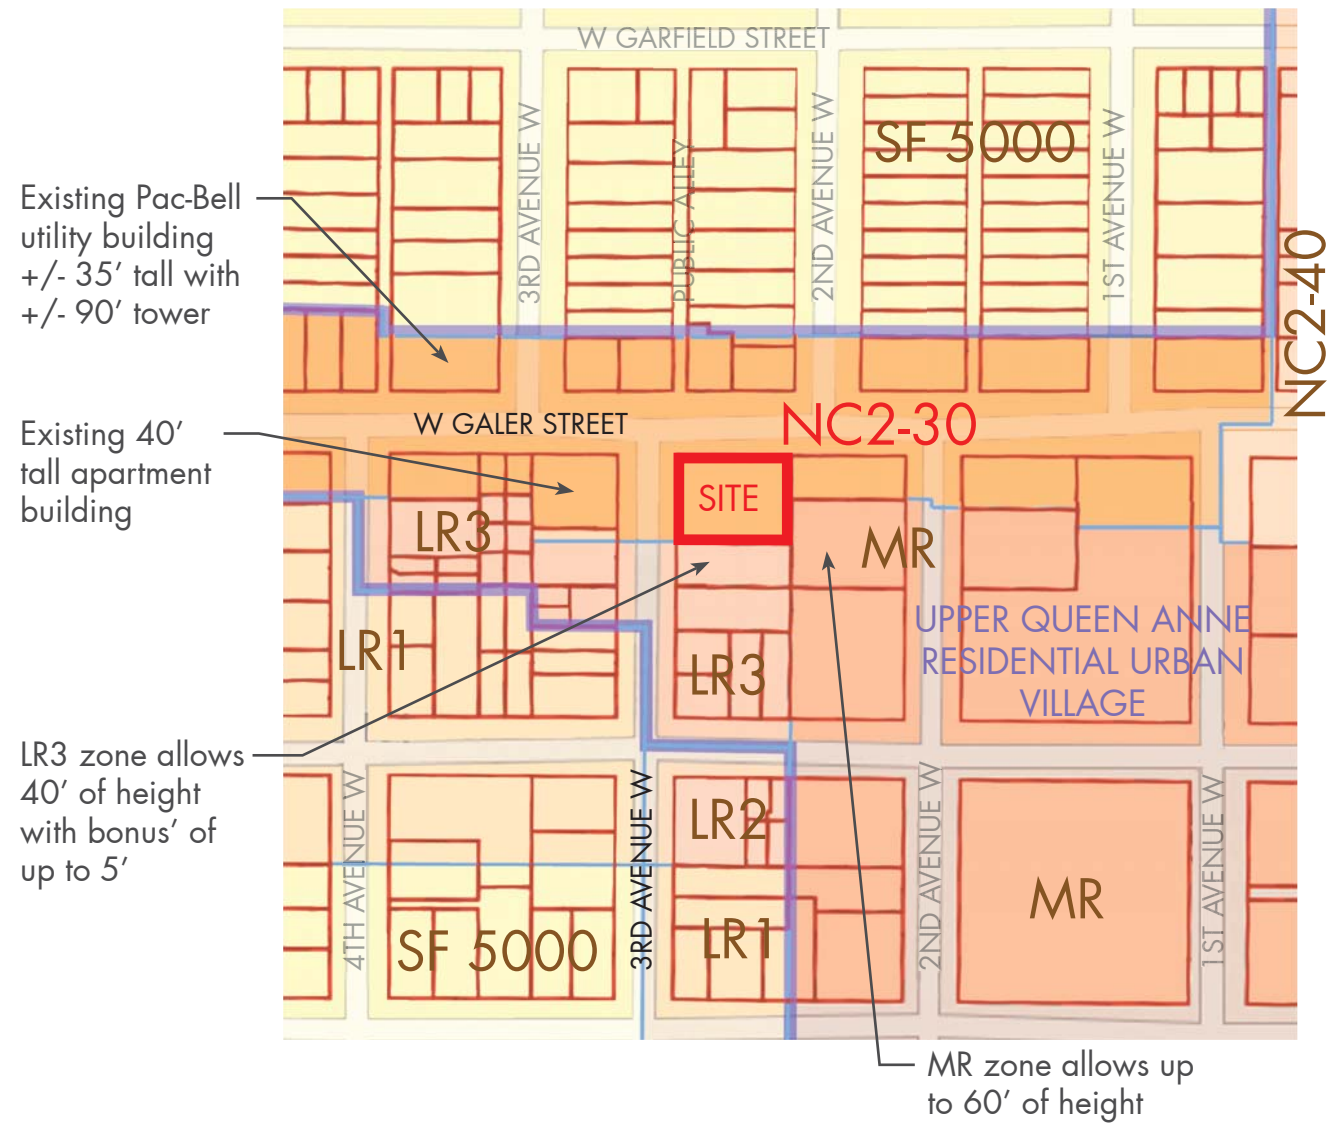 W GARFIELD STREET
SF 5000
3RD AVENUE W
PUBLIC ALLEY
2ND AVENUE W
1ST AVENUE W
NC2-40
Existing Pac-Bell
utility building
+/- 35’ tall with
+/- 90’ tower
W GALER STREET
NC2-30
Existing 40’
tall apartment
building
SITE
LR3
MR
LR1
LR3
UPPER QUEEN ANNE
RESIDENTIAL URBAN
VILLAGE
LR3 zone allows
40’ of height
with bonus’ of
up to 5’
4TH AVENUE W
3RD AVENUE W
2ND AVENUE W
1ST AVENUE W
LR2
MR
SF 5000
LR1
MR zone allows up
to 60’ of height